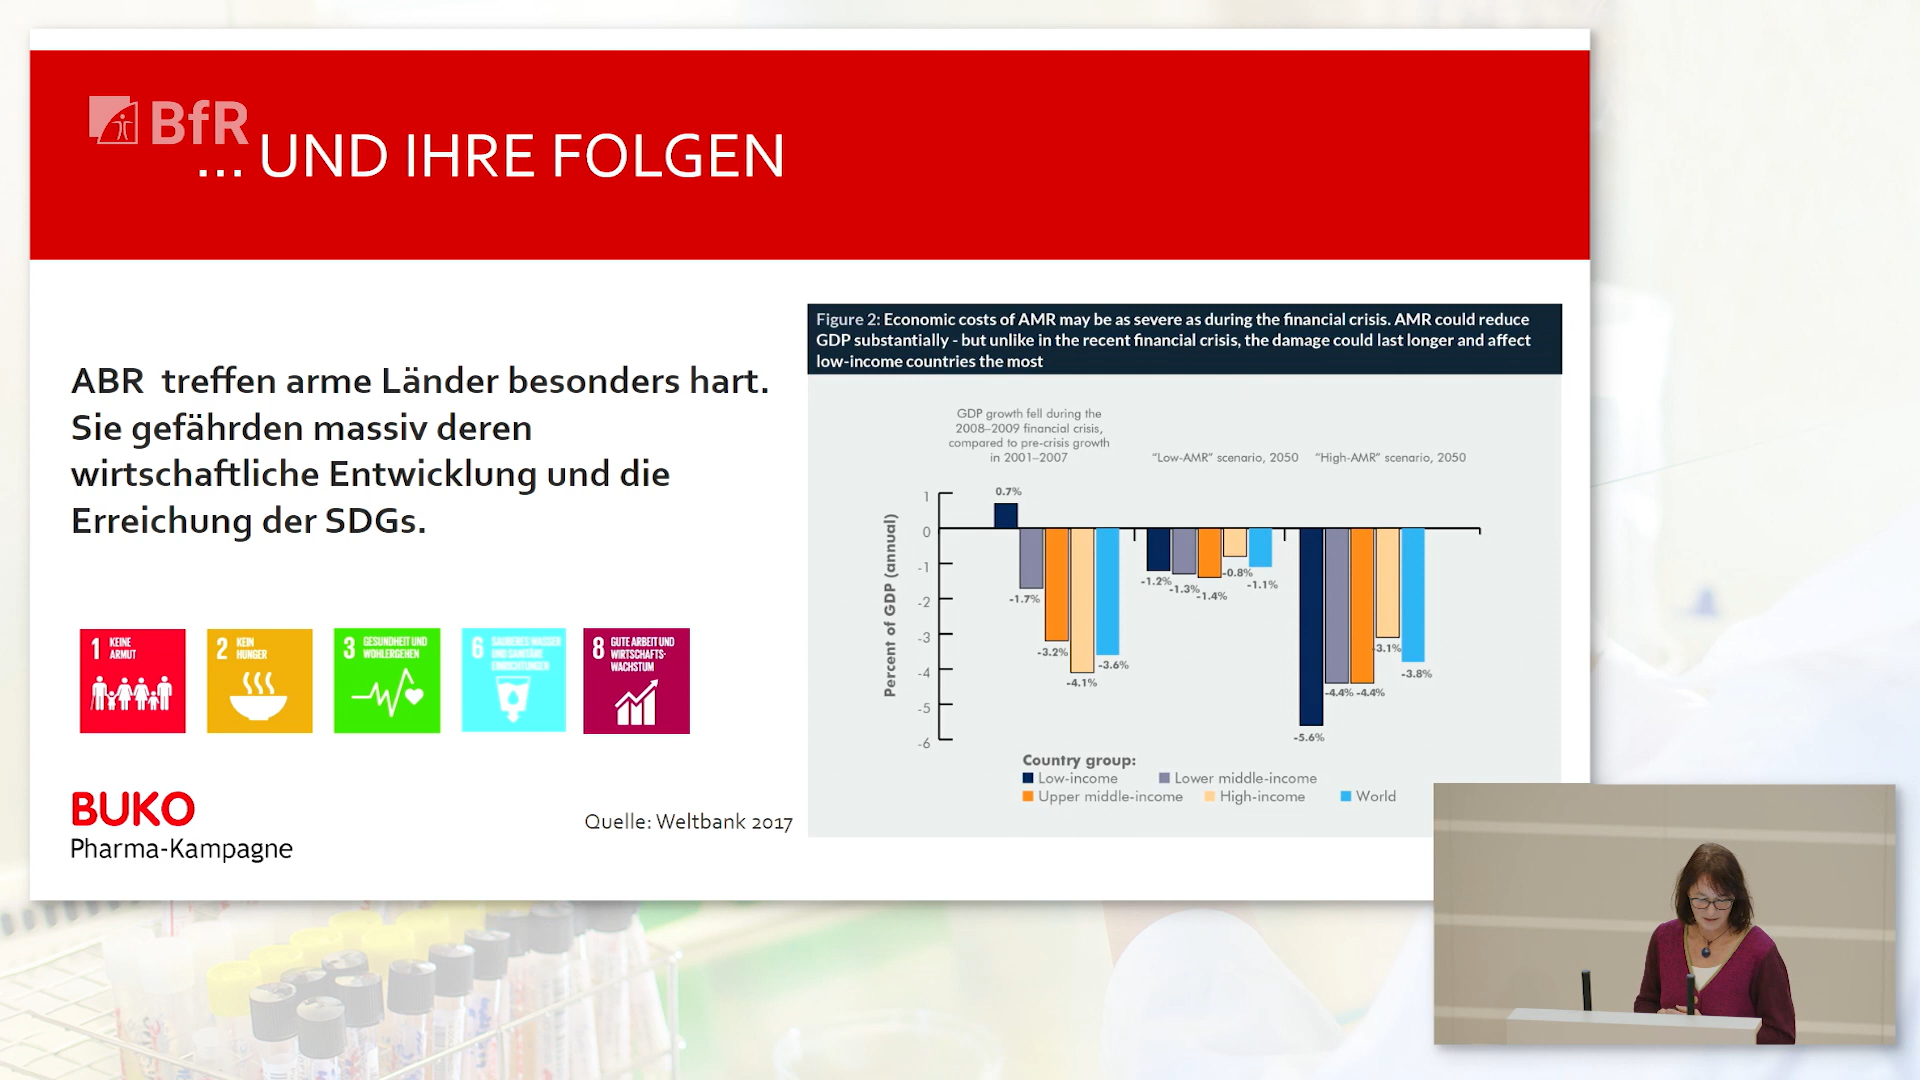 BfR
... UND IHRE FOLGEN
ABR treffen arme Länder besonders hart.
Sie gefährden massiv deren
wirtschaftliche Entwicklung und die
Erreichung der SDGs.
1 KEINE
ARMUT
2 KEIN
HUNGER
3 GESUNDHEIT UND
WOHLERGEHEN
6 SAUBERES WASSER
UND SANITÄRE
EINRICHTUNGEN
8 GUTE ARBEIT UND
WIRTSCHAFTS-
WACHSTUM
BUKO
Pharma-Kampagne
Quelle: Weltbank 2017
Figure 2: Economic costs of AMR may be as severe as during the financial crisis. AMR could reduce
GDP substantially - but unlike in the recent financial crisis, the damage could last longer and affect
low-income countries the most
GDP growth fell during the
2008–2009 financial crisis,
compared to pre-crisis growth
in 2001–2007
“Low-AMR” scenario, 2050
“High-AMR” scenario, 2050
Percent of GDP (annual)
1
0
-1
-2
-3
-4
-5
-6
0.7%
-1.7%
-3.2%
-4.1%
-3.6%
-1.2%
-1.3%
-1.4%
-0.8%
-1.1%
-5.6%
-4.4%
-4.4%
-3.1%
-3.8%
Country group:
Low-income
Lower middle-income
Upper middle-income
High-income
World